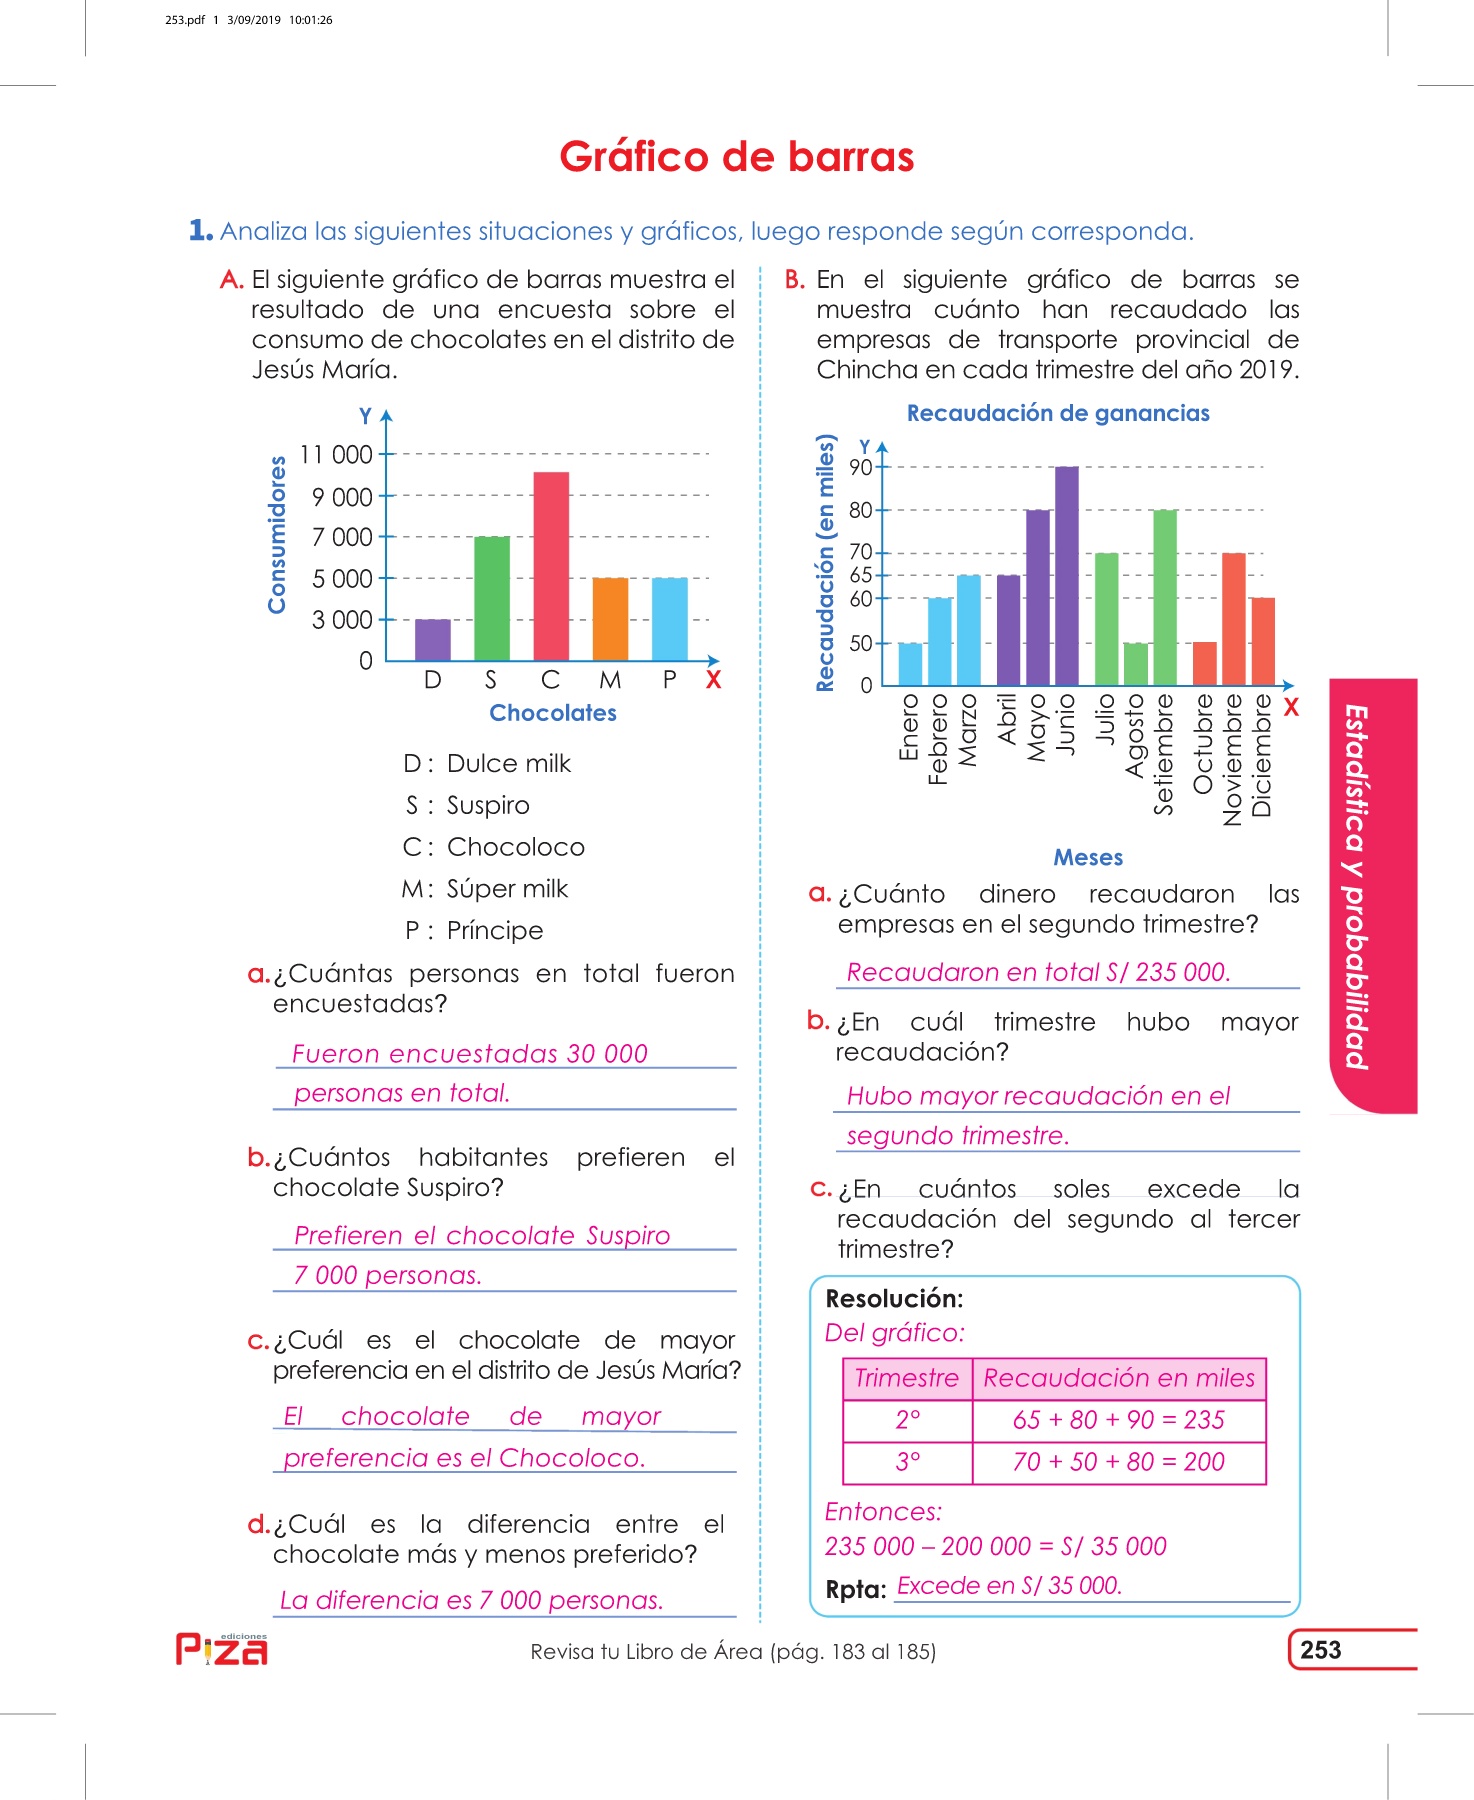 253.pdf 1 3/09/2019 10:01:26
Gráfico de barras
1. Analiza las siguientes situaciones y gráficos, luego responde según corresponda.
A. El siguiente gráfico de barras muestra el
resultado de una encuesta sobre el
consumo de chocolates en el distrito de
Jesús María.
Y
Consumidores
11 000
9 000
7 000
5 000
3 000
0
D S C M P X
Chocolates
D : Dulce milk
S : Suspiro
C : Chocoloco
M : Súper milk
P : Príncipe
a. ¿Cuántas personas en total fueron
encuestadas?
Fueron encuestadas 30 000
personas en total.
b. ¿Cuántos habitantes prefieren el
chocolate Suspiro?
Prefieren el chocolate Suspiro
7 000 personas.
c. ¿Cuál es el chocolate de mayor
preferencia en el distrito de Jesús María?
El chocolate de mayor
preferencia es el Chocoloco.
d. ¿Cuál es la diferencia entre el
chocolate más y menos preferido?
La diferencia es 7 000 personas.
B. En el siguiente gráfico de barras se
muestra cuánto han recaudado las
empresas de transporte provincial de
Chincha en cada trimestre del año 2019.
Recaudación de ganancias
Recaudación (en miles)
Y
90
80
70
65
60
50
0
Enero
Febrero
Marzo
Abril
Mayo
Junio
Julio
Agosto
Setiembre
Octubre
Noviembre
Diciembre
X
Meses
a. ¿Cuánto dinero recaudaron las
empresas en el segundo trimestre?
Recaudaron en total S/ 235 000.
b. ¿En cuál trimestre hubo mayor
recaudación?
Hubo mayor recaudación en el
segundo trimestre.
c. ¿En cuántos soles excede la
recaudación del segundo al tercer
trimestre?
Resolución:
Del gráfico:
Trimestre Recaudación en miles
2° 65 + 80 + 90 = 235
3° 70 + 50 + 80 = 200
Entonces:
235 000 – 200 000 = S/ 35 000
Rpta: Excede en S/ 35 000.
Estadística y probabilidad
ediciones
Piza
Revisa tu Libro de Área (pág. 183 al 185)
253